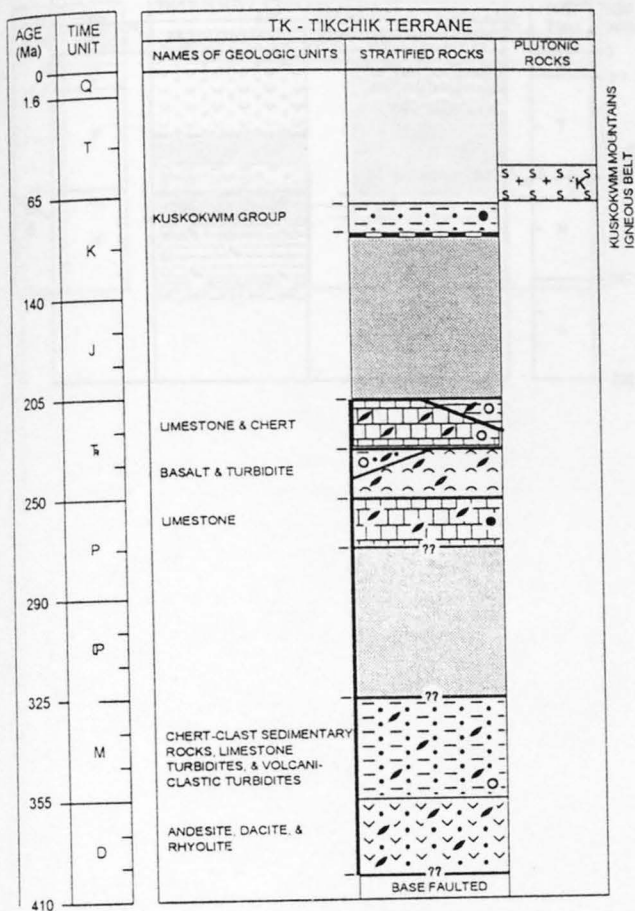 TK - TIKCHIK TERRANE
AGE (Ma)
TIME UNIT
NAMES OF GEOLOGIC UNITS
STRATIFIED ROCKS
PLUTONIC ROCKS
0
Q
1.6
T
65
K
140
J
205
TR
250
P
290
IP
325
M
355
D
410
KUSKOKWIM GROUP
LIMESTONE & CHERT
BASALT & TURBIDITE
LIMESTONE
CHERT-CLAST SEDIMENTARY
ROCKS, LIMESTONE
TURBIDITES, & VOLCANI-
CLASTIC TURBIDITES
ANDESITE, DACITE, &
RHYOLITE
??
??
??
BASE FAULTED
S S S S
+ + + K
S S S S
KUSKOKWIM MOUNTAINS
IGNEOUS BELT